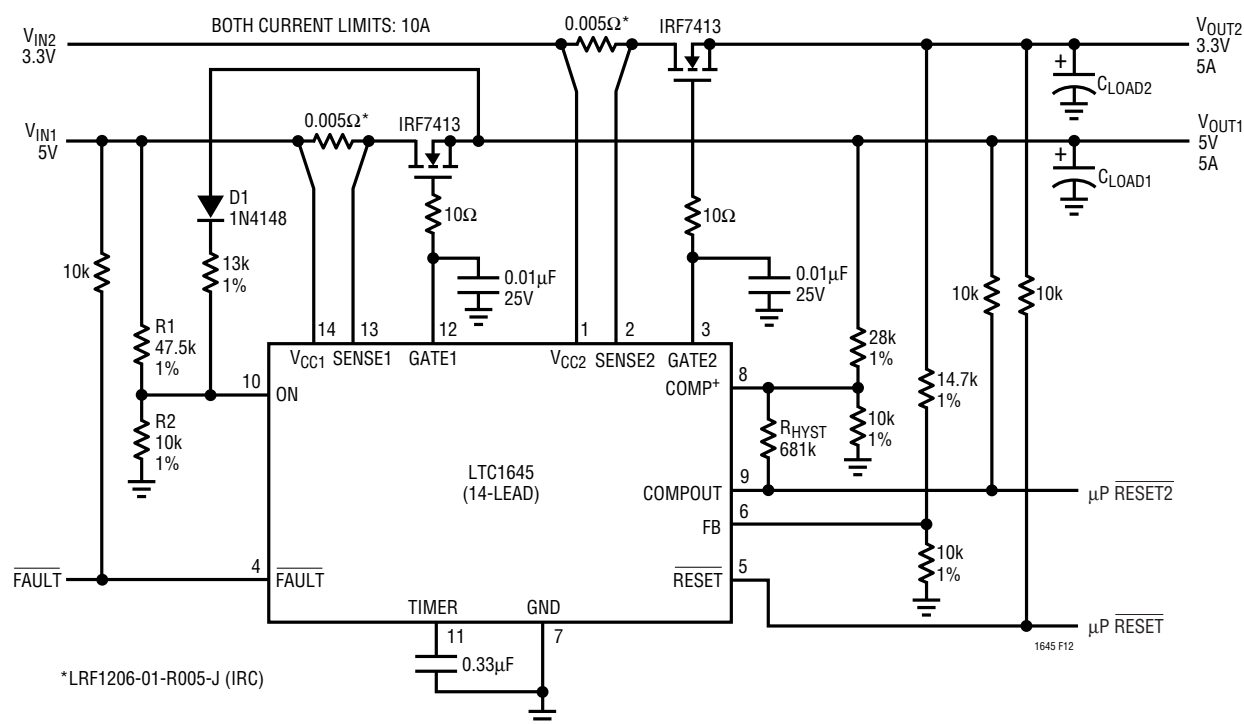 BOTH CURRENT LIMITS: 10A
0.005Ω*
IRF7413
VIN2
3.3V
VOUT2
3.3V
5A
CLOAD2
+
0.005Ω*
IRF7413
VIN1
5V
VOUT1
5V
5A
CLOAD1
+
D1
1N4148
10Ω
10Ω
10k
13k
1%
0.01µF
25V
0.01µF
25V
10k
10k
R1
47.5k
1%
14
13
12
1
2
3
28k
1%
VCC1
SENSE1
GATE1
VCC2
SENSE2
GATE2
10
ON
COMP+
8
14.7k
1%
R2
10k
1%
RHYST
681k
10k
1%
LTC1645
(14-LEAD)
COMPOUT
9
µP RESET2
FB
6
10k
1%
FAULT
4
FAULT
RESET
5
TIMER
GND
11
7
µP RESET
1645 F12
0.33µF
*LRF1206-01-R005-J (IRC)